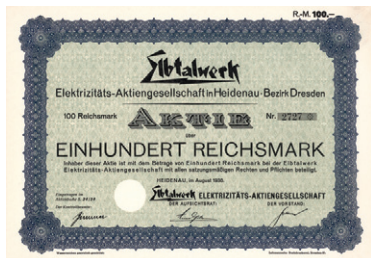 R.-M. 100,—
Elbtalwerk
Elektrizitäts-Aktiengesellschaft in Heidenau-Bezirk Dresden
100 Reichsmark AKTIE Nr. 2727
über
EINHUNDERT REICHSMARK
Inhaber dieser Aktie ist mit dem Betrage von Einhundert Reichsmark bei der Elbtalwerk
Elektrizitäts-Aktiengesellschaft mit allen satzungsmäßigen Rechten und Pflichten beteiligt.
HEIDENAU, im August
Elbtalwerk ELEKTRIZITÄTS-AKTIENGESELLSCHAFT
DER AUFSICHTSRAT: DER VORSTAND: